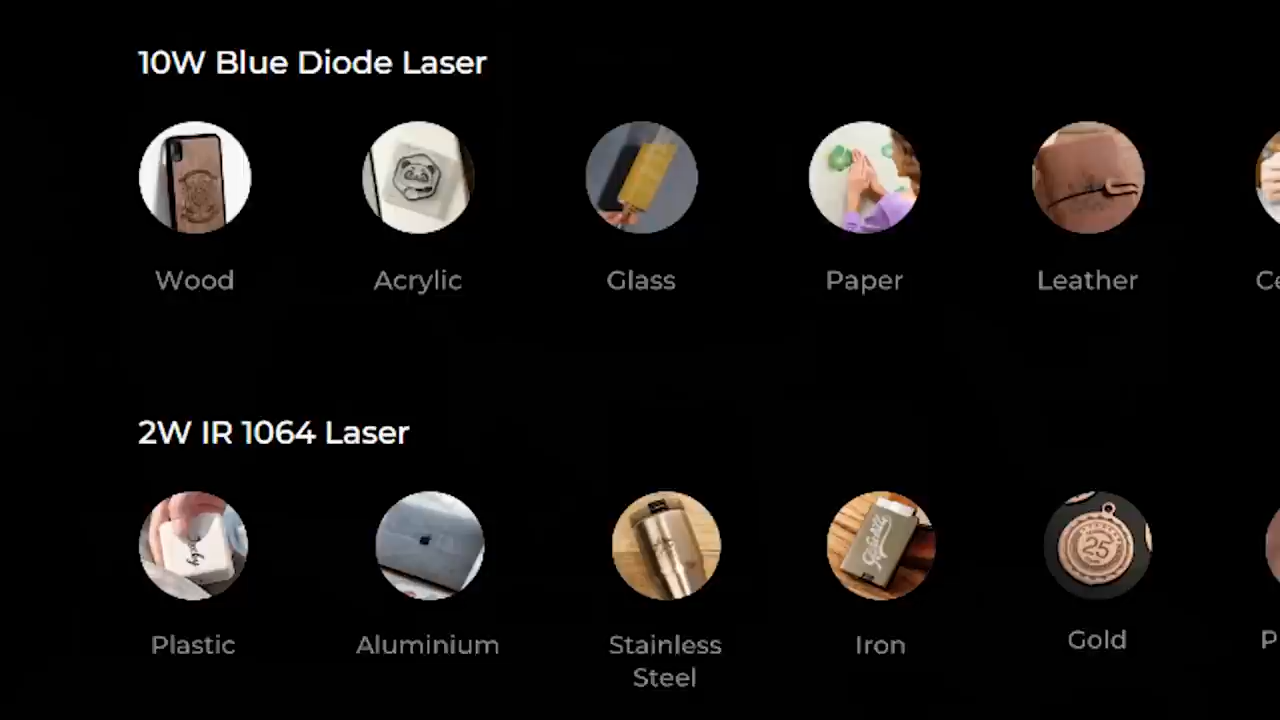 10W Blue Diode Laser
Wood
Acrylic
Glass
Paper
Leather
2W IR 1064 Laser
Plastic
Aluminium
Stainless
Steel
Iron
Gold
25